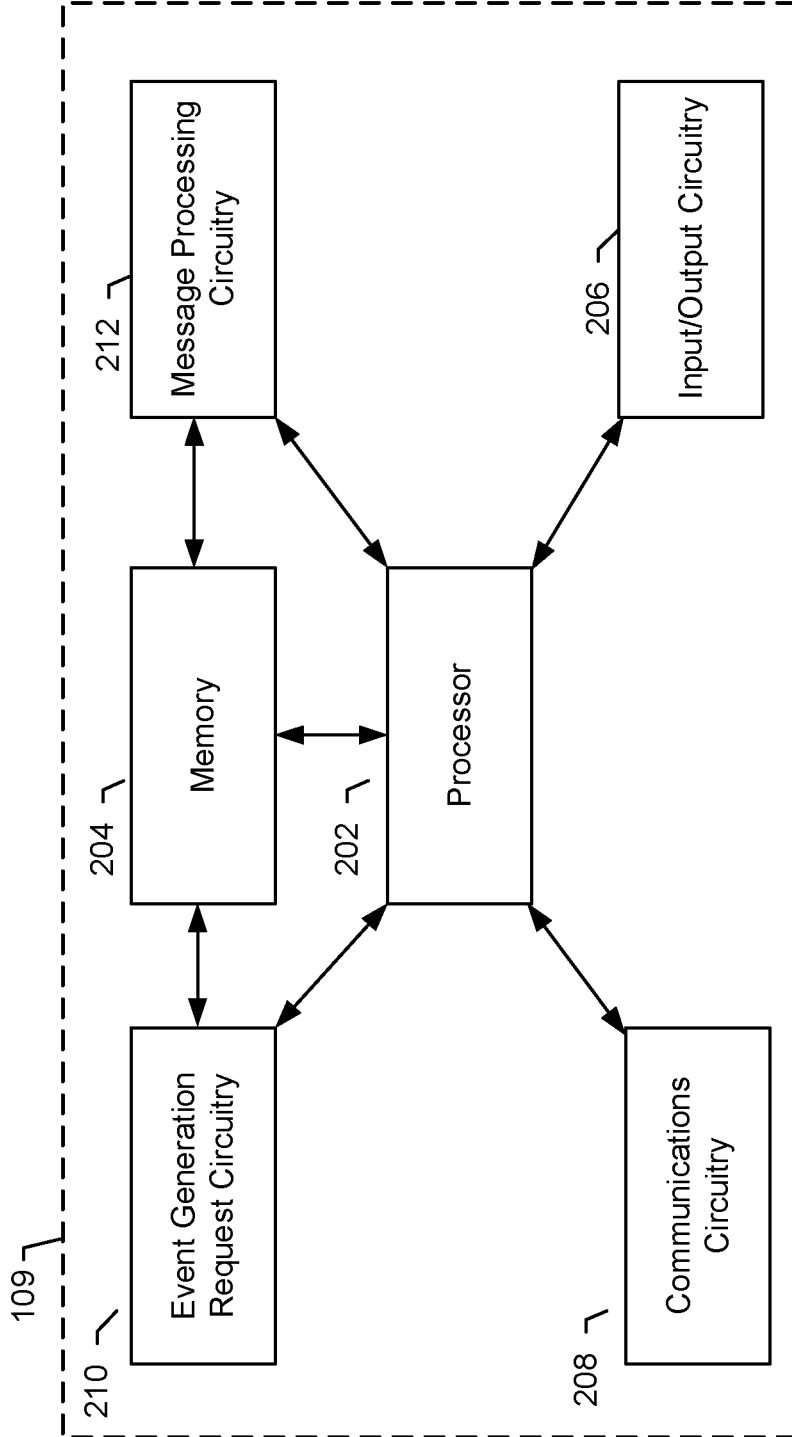 109
210
Event Generation
Request Circuitry
204
Memory
212
Message Processing
Circuitry
202
Processor
208
Communications
Circuitry
206
Input/Output Circuitry